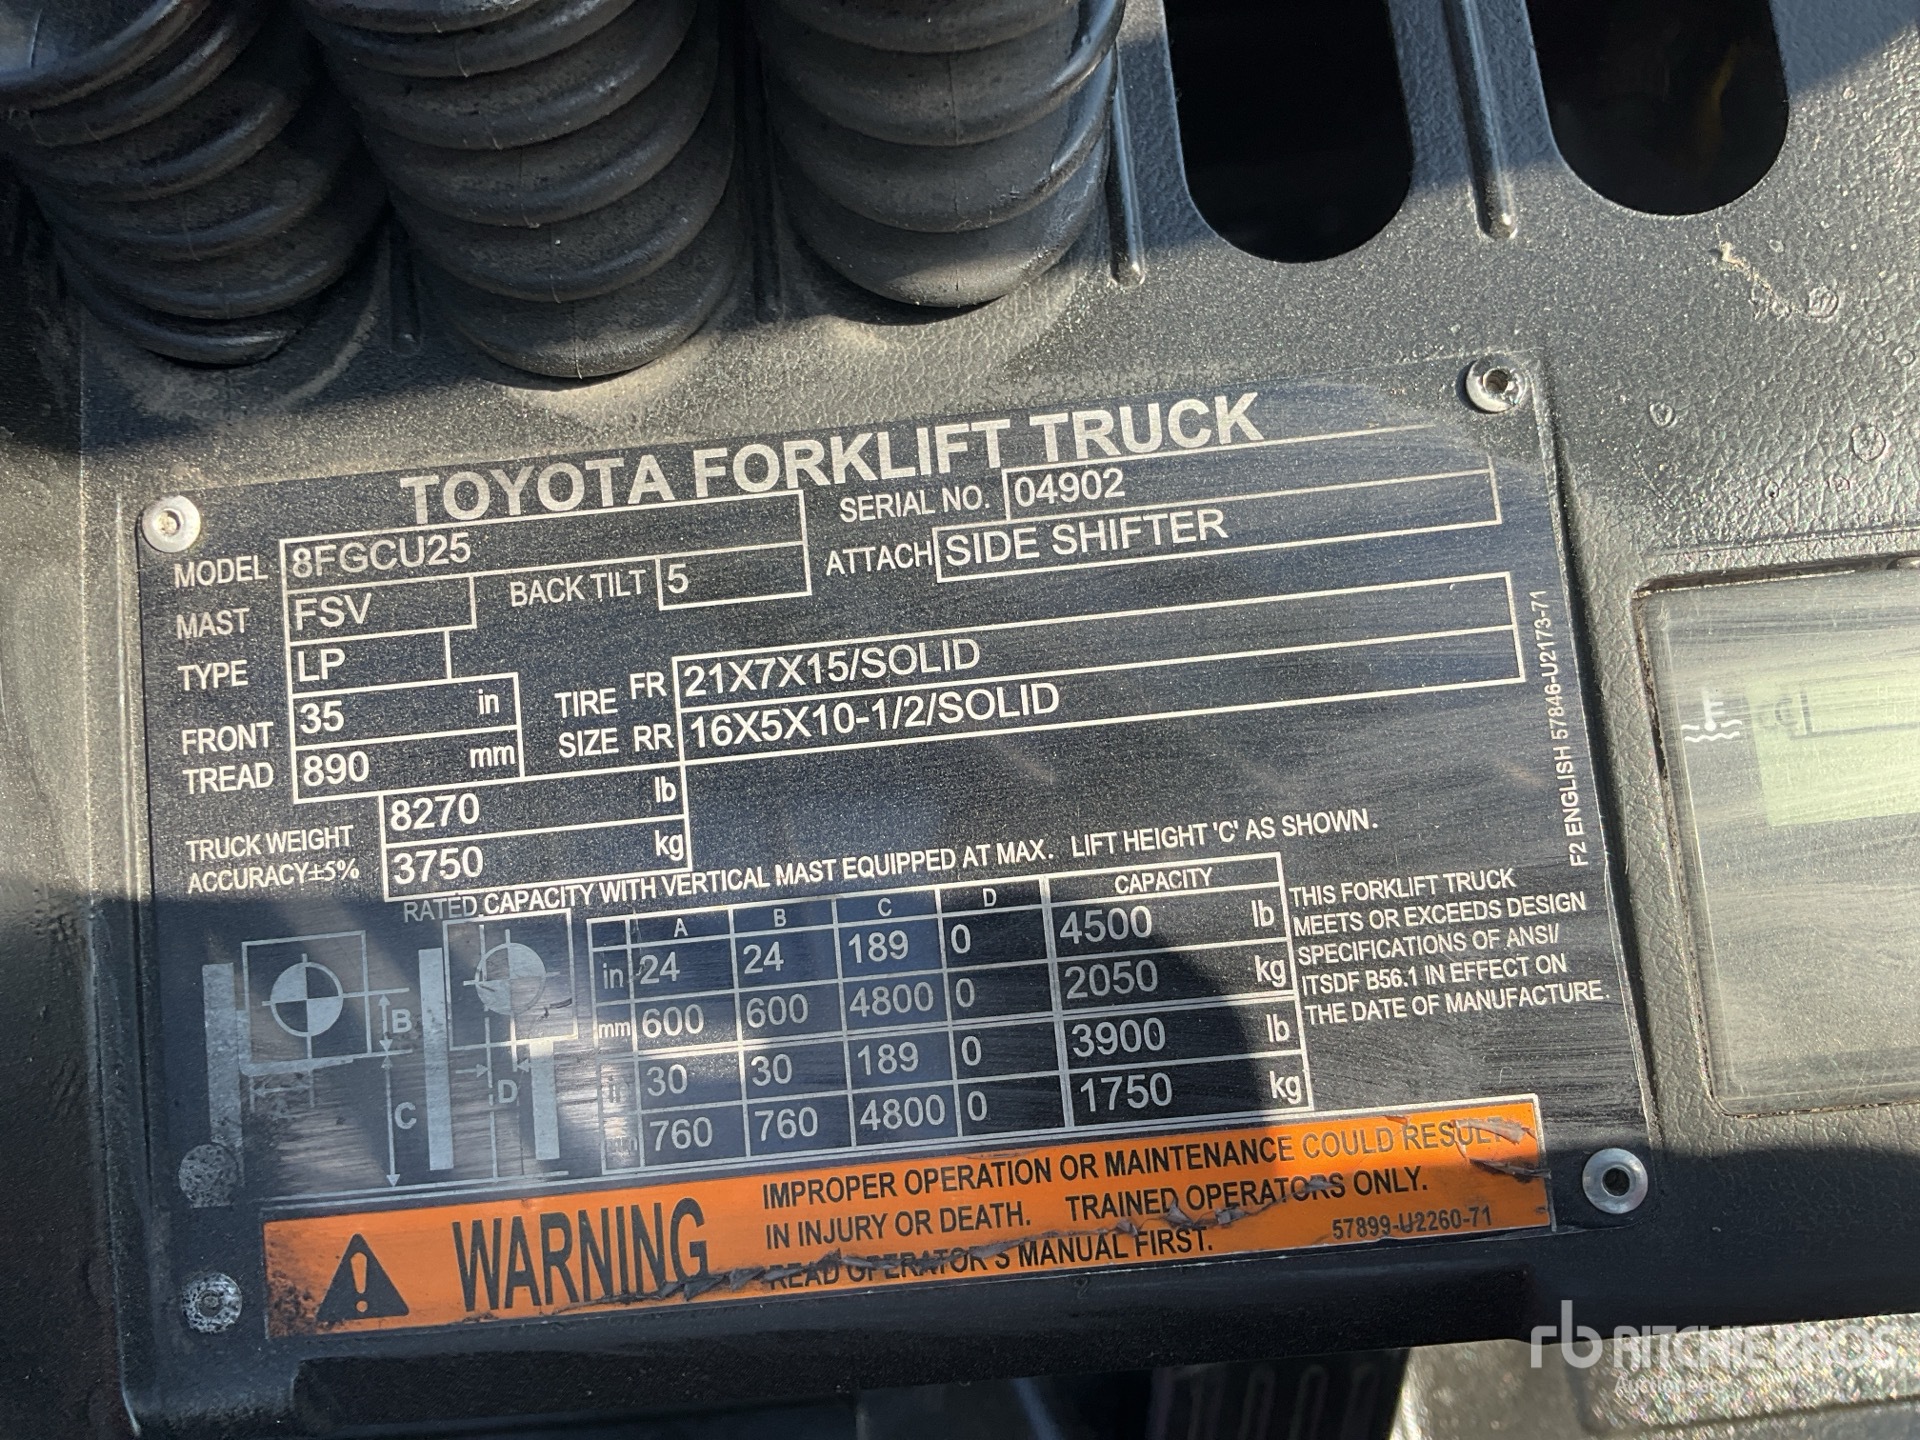 TOYOTA FORKLIFT TRUCK
MODEL 8FGCU25 SERIAL NO. 04902
MAST FSV BACK TILT 5 ATTACH SIDE SHIFTER
TYPE LP
FRONT TREAD 35 in TIRE SIZE FR 21X7X15/SOLID
890 mm RR 16X5X10-1/2/SOLID
TRUCK WEIGHT 8270 lb
ACCURACY±5% 3750 kg
RATED CAPACITY WITH VERTICAL MAST EQUIPPED AT MAX. LIFT HEIGHT 'C' AS SHOWN.
A B C D CAPACITY
in 24 24 189 0 4500 lb
mm 600 600 4800 0 2050 kg
in 30 30 189 0 3900 lb
mm 760 760 4800 0 1750 kg
A B C D
THIS FORKLIFT TRUCK
MEETS OR EXCEEDS DESIGN
SPECIFICATIONS OF ANSI/
ITSDF B56.1 IN EFFECT ON
THE DATE OF MANUFACTURE.
F2 ENGLISH 57846-U2173-71
WARNING
IMPROPER OPERATION OR MAINTENANCE COULD RESULT
IN INJURY OR DEATH. TRAINED OPERATORS ONLY.
READ OPERATOR'S MANUAL FIRST.
57899-U2260-71
rb RITCHIE BROS.
Auctioneers